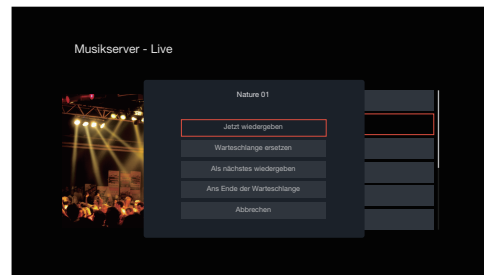 Musikserver - Live
Nature 01
Jetzt wiedergeben
Warteschlange ersetzen
Als nächstes wiedergeben
Ans Ende der Warteschlange
Abbrechen